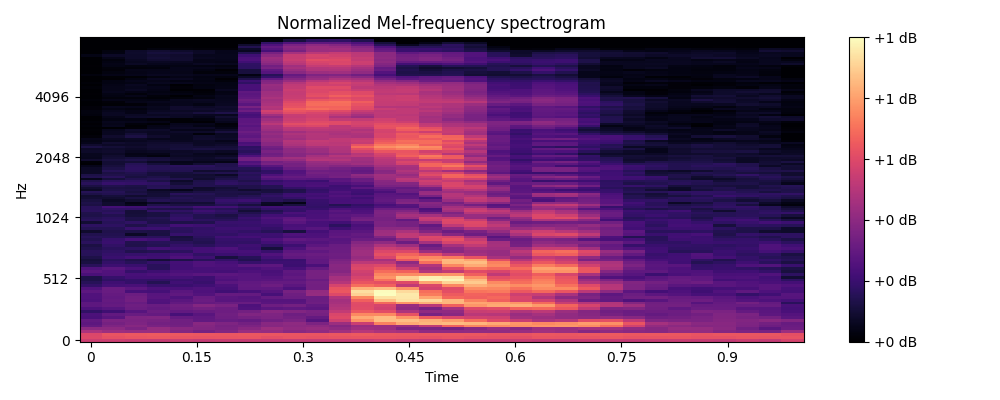 Normalized Mel-frequency spectrogram
Hz
4096
2048
1024
512
0
0 0.15 0.3 0.45 0.6 0.75 0.9
Time
+1 dB
+1 dB
+1 dB
+0 dB
+0 dB
+0 dB